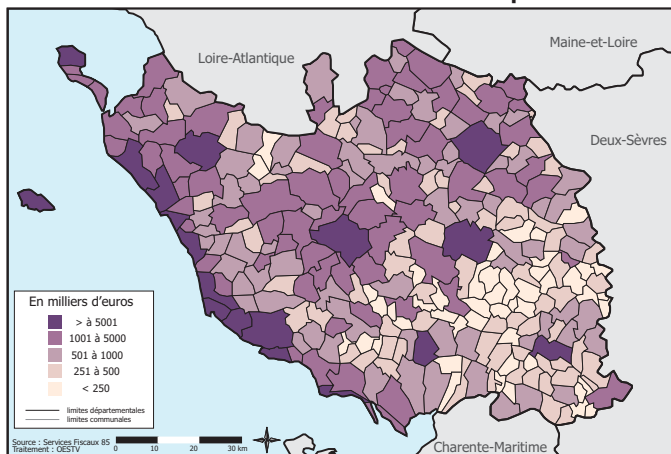 Loire-Atlantique
Maine-et-Loire
Deux-Sèvres
En milliers d'euros
> à 5001
1001 à 5000
501 à 1000
251 à 500
< 250
limites départementales
limites communales
Source : Services Fiscaux 85
Traitement : OESTV
0 10 20 30 km
Charente-Maritime